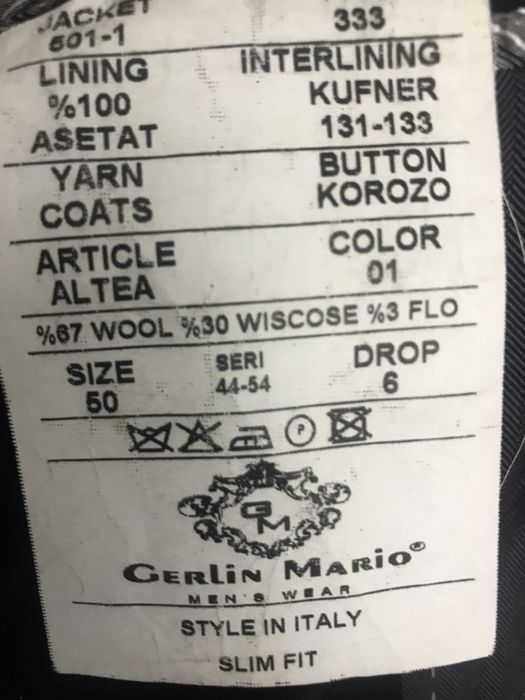 JACKET 333
601-1
LINING INTERLINING
%100 KUFNER
ASETAT 131-133
YARN BUTTON
COATS KOROZO
ARTICLE COLOR
ALTEA 01
%67 WOOL %30 WISCOSE %3 FLO
SIZE SERI DROP
50 44-54 6
P
GM
GERLIN MARIO®
MEN'S WEAR
STYLE IN ITALY
SLIM FIT